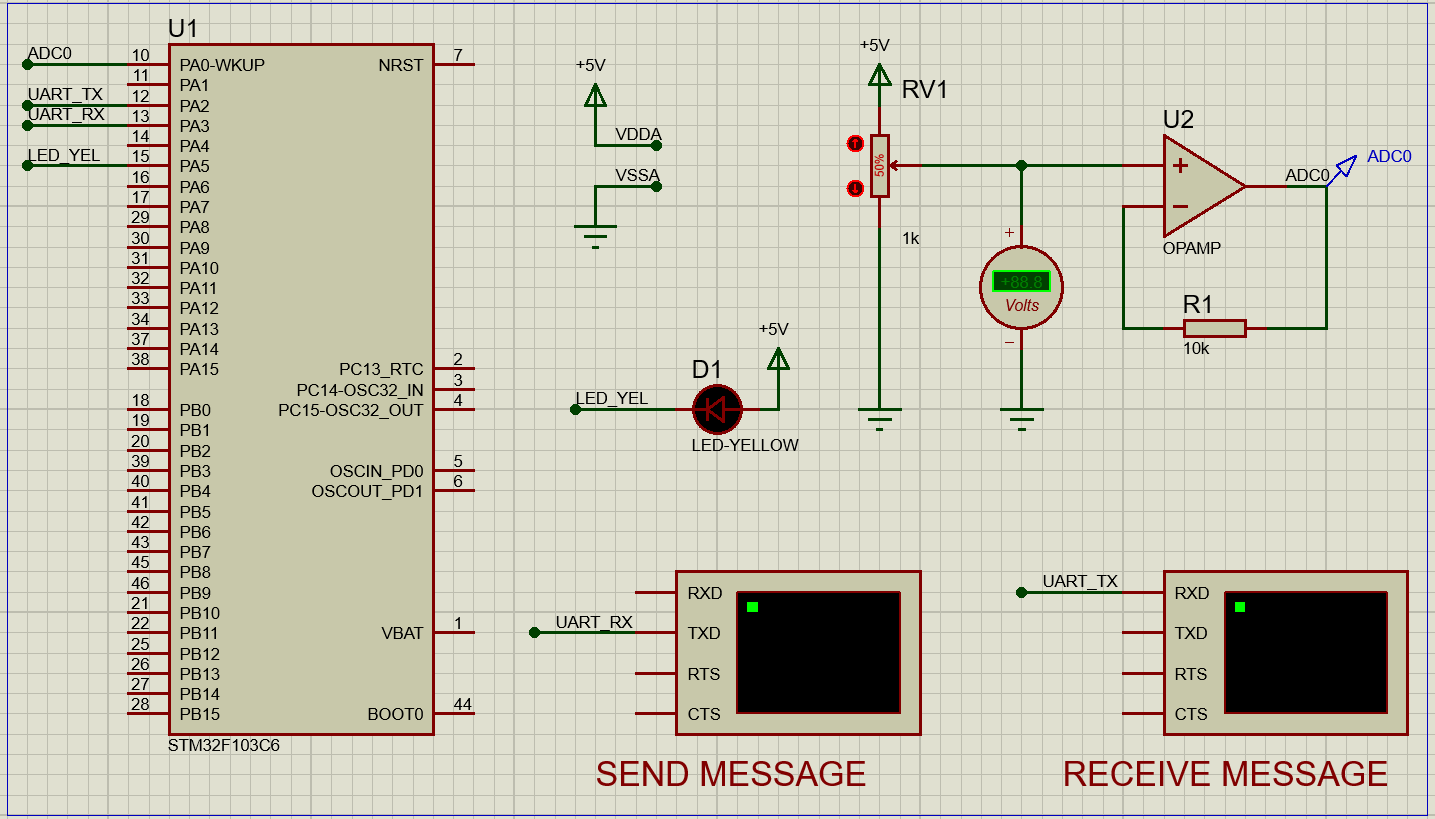 U1
ADC0
10
PA0-WKUP
NRST
7
11
PA1
UART_TX
12
PA2
UART_RX
13
PA3
14
PA4
LED_YEL
15
PA5
16
PA6
17
PA7
29
PA8
30
PA9
31
PA10
32
PA11
33
PA12
34
PA13
37
PA14
38
PA15
PC13_RTC
2
PC14-OSC32_IN
3
18
PB0
PC15-OSC32_OUT
4
19
PB1
20
PB2
39
PB3
OSCIN_PD0
5
40
PB4
OSCOUT_PD1
6
41
PB5
42
PB6
43
PB7
45
PB8
46
PB9
21
PB10
22
PB11
VBAT
1
25
PB12
26
PB13
27
PB14
28
PB15
BOOT0
44
STM32F103C6
+5V
VDDA
VSSA
+5V
RV1
50%
1k
+
+88.8
Volts
−
U2
+
−
OPAMP
ADC0
ADC0
R1
10k
+5V
D1
LED_YEL
LED-YELLOW
UART_RX
RXD
TXD
RTS
CTS
SEND MESSAGE
UART_TX
RXD
TXD
RTS
CTS
RECEIVE MESSAGE